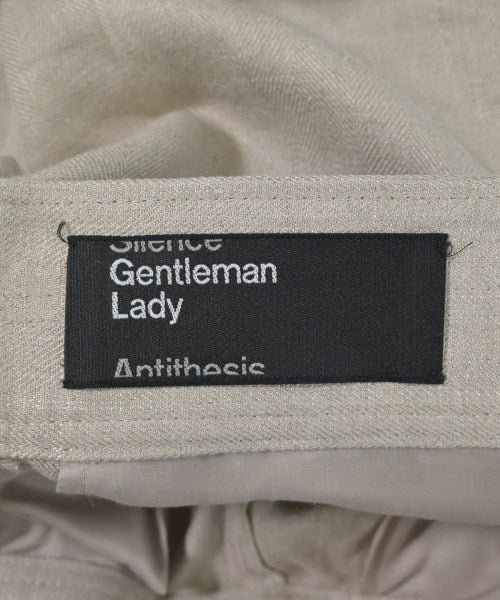 Silence
Gentleman
Lady
Antithesis